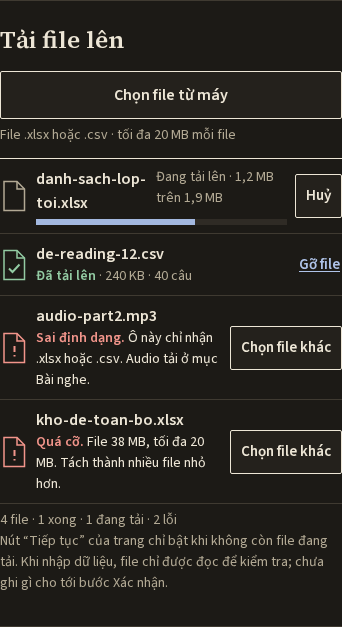 Tải file lên
Chọn file từ máy
File .xlsx hoặc .csv · tối đa 20 MB mỗi file
danh-sach-lop-
toi.xlsx
Đang tải lên · 1,2 MB
trên 1,9 MB
Huỷ
de-reading-12.csv
Đã tải lên · 240 KB · 40 câu
Gỡ file
audio-part2.mp3
Sai định dạng. Ô này chỉ nhận
.xlsx hoặc .csv. Audio tải ở mục
Bài nghe.
Chọn file khác
kho-de-toan-bo.xlsx
Quá cỡ. File 38 MB, tối đa 20
MB. Tách thành nhiều file nhỏ
hơn.
Chọn file khác
4 file · 1 xong · 1 đang tải · 2 lỗi
Nút “Tiếp tục” của trang chỉ bật khi không còn file đang
tải. Khi nhập dữ liệu, file chỉ được đọc để kiểm tra; chưa
ghi gì cho tới bước Xác nhận.